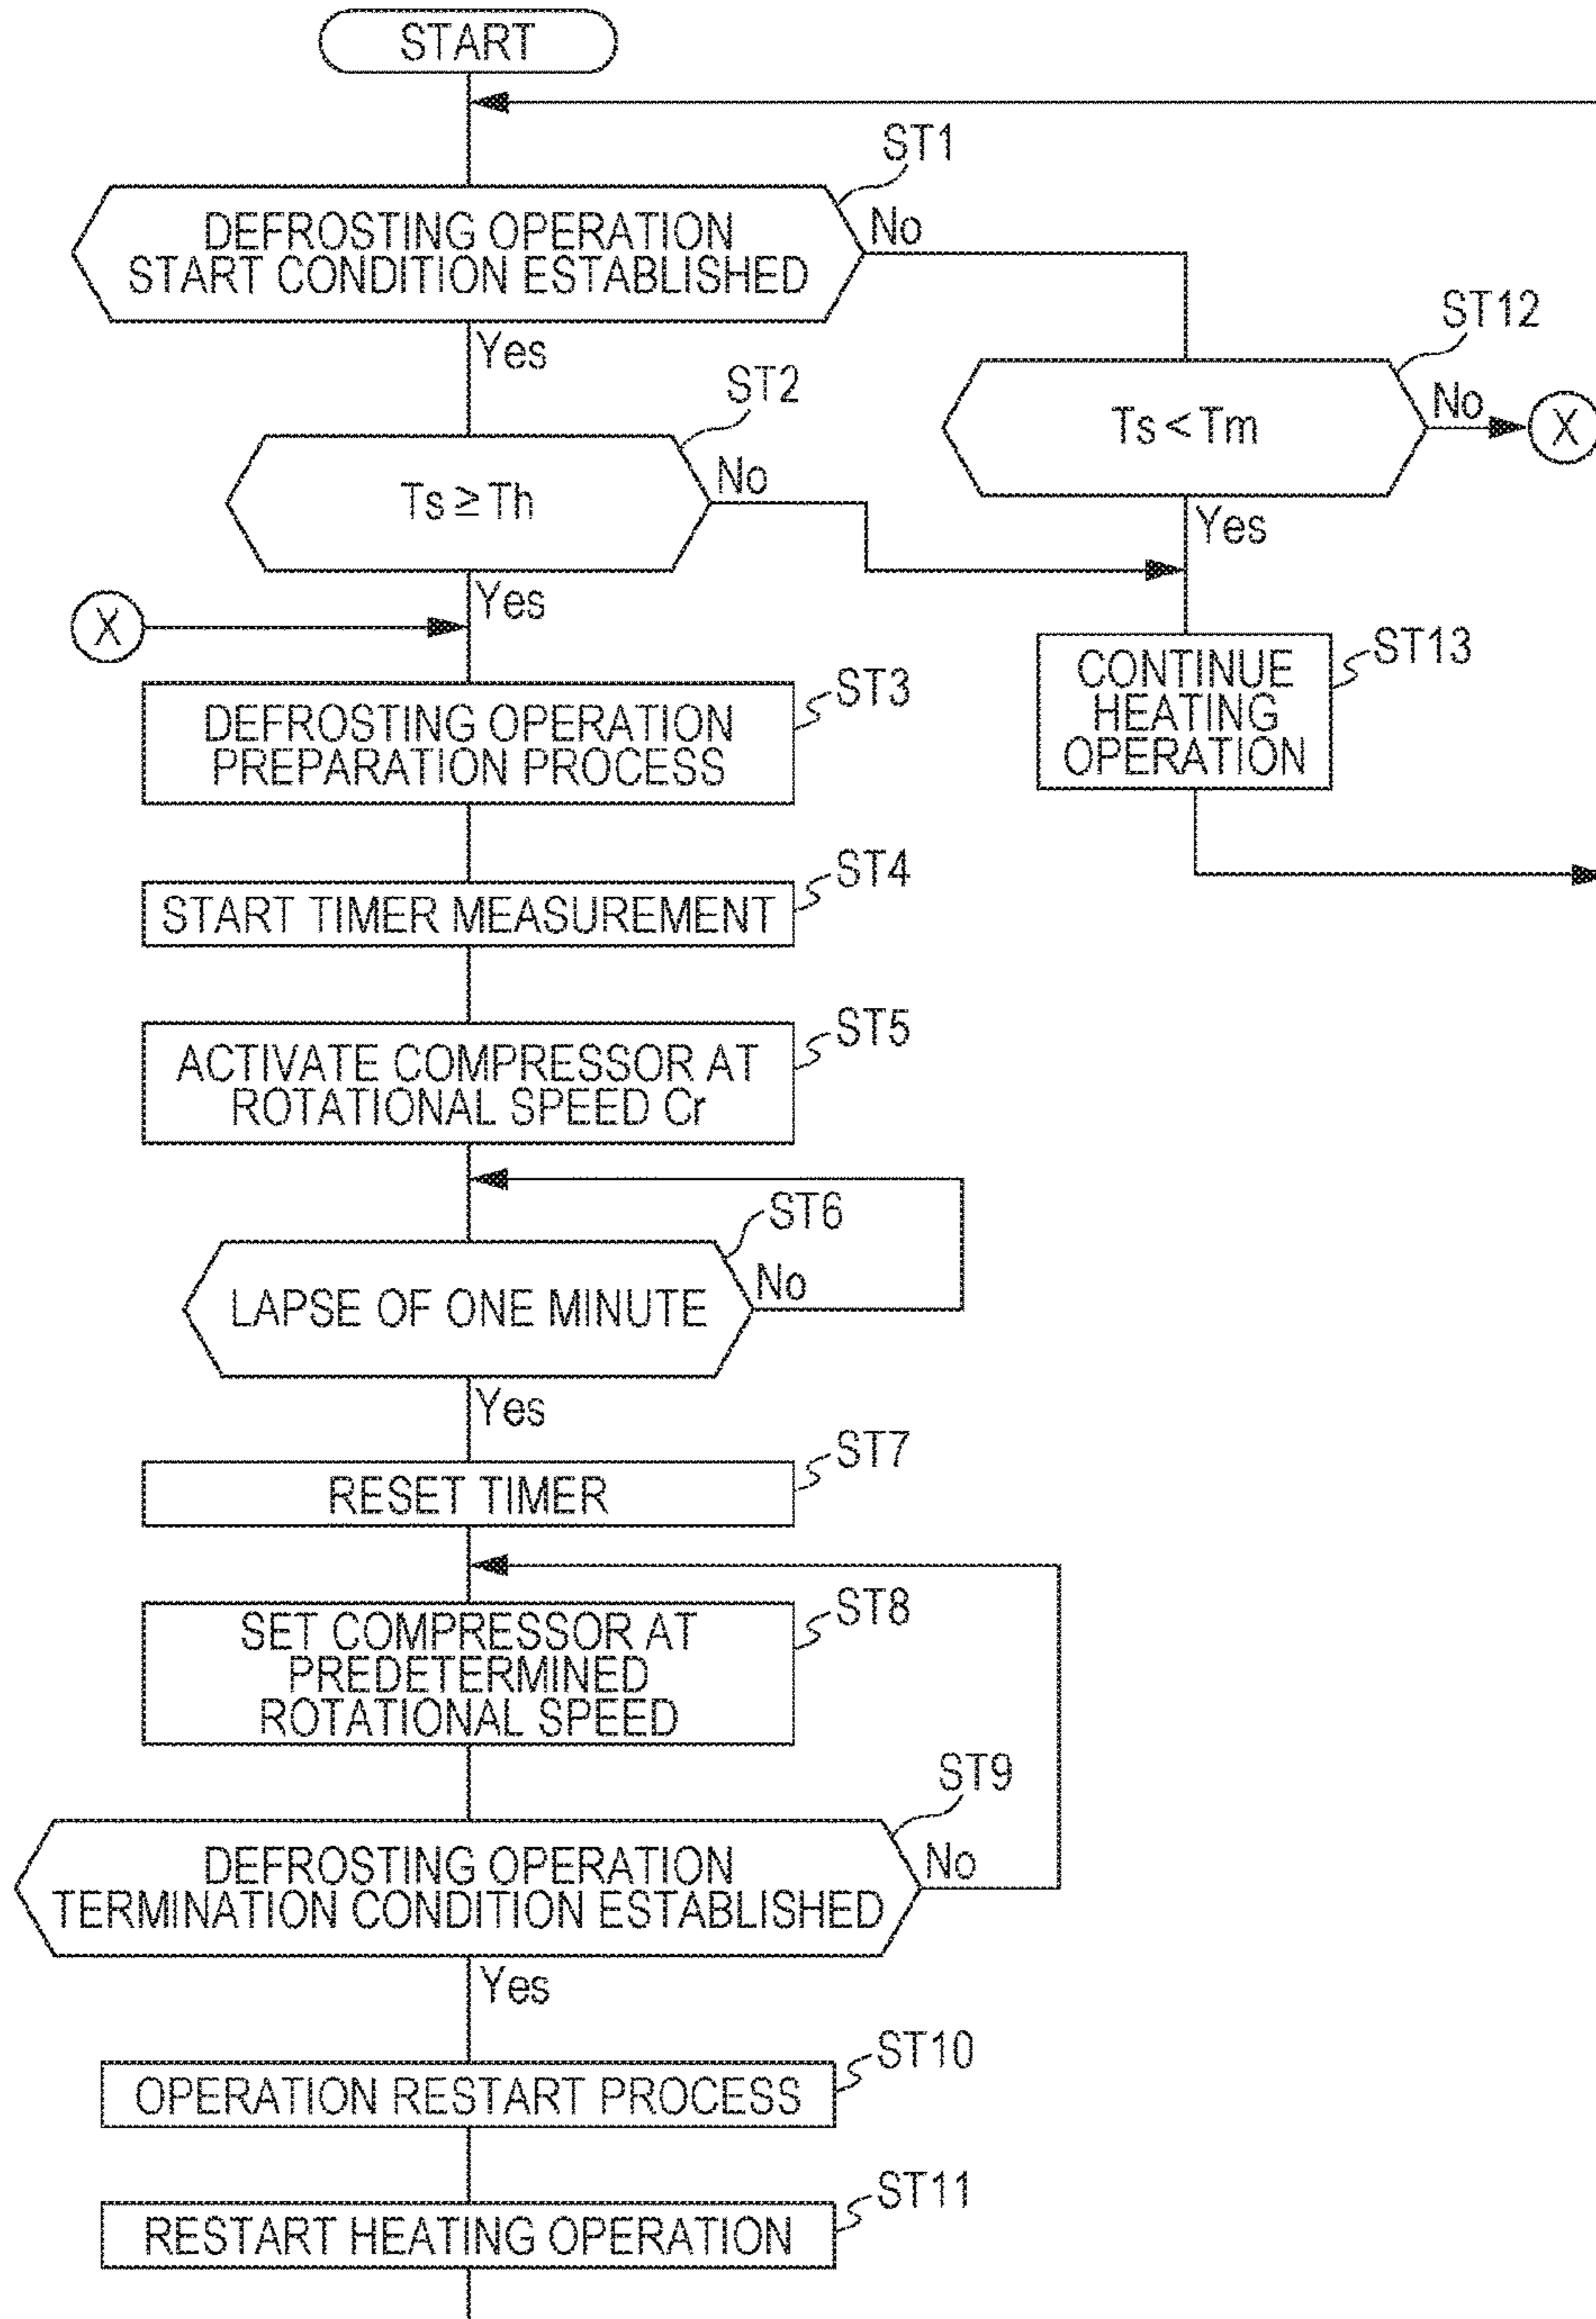 START
ST1
DEFROSTING OPERATION
START CONDITION ESTABLISHED
No
Yes
ST12
Ts < Tm
No
X
Yes
ST2
Ts ≥ Th
No
Yes
X
ST13
CONTINUE
HEATING
OPERATION
ST3
DEFROSTING OPERATION
PREPARATION PROCESS
ST4
START TIMER MEASUREMENT
ST5
ACTIVATE COMPRESSOR AT
ROTATIONAL SPEED Cr
ST6
LAPSE OF ONE MINUTE
No
Yes
ST7
RESET TIMER
ST8
SET COMPRESSOR AT
PREDETERMINED
ROTATIONAL SPEED
ST9
DEFROSTING OPERATION
TERMINATION CONDITION ESTABLISHED
No
Yes
ST10
OPERATION RESTART PROCESS
ST11
RESTART HEATING OPERATION